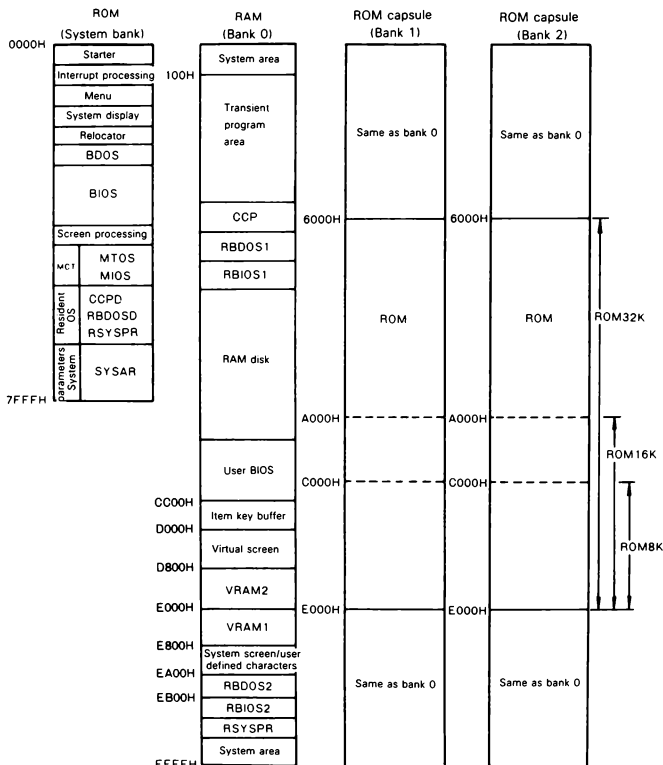 ROM
(System bank)
0000H
Starter
Interrupt processing
Menu
System display
Relocator
BDOS
BIOS
Screen processing
MCT
MTOS
MIOS
Resident
OS
CCPD
RBDOSD
RSYSPR
parameters
System
SYSAR
7FFFH
RAM
(Bank 0)
System area
100H
Transient
program
area
CCP
RBDOS1
RBIOS1
RAM disk
User BIOS
CC00H
Item key buffer
D000H
Virtual screen
D800H
VRAM2
E000H
VRAM1
E800H
System screen/user
defined characters
EA00H
RBDOS2
EB00H
RBIOS2
RSYSPR
System area
FFFFH
ROM capsule
(Bank 1)
Same as bank 0
6000H
ROM
A000H
C000H
E000H
Same as bank 0
ROM capsule
(Bank 2)
Same as bank 0
6000H
ROM
A000H
C000H
E000H
Same as bank 0
ROM32K
ROM16K
ROM8K